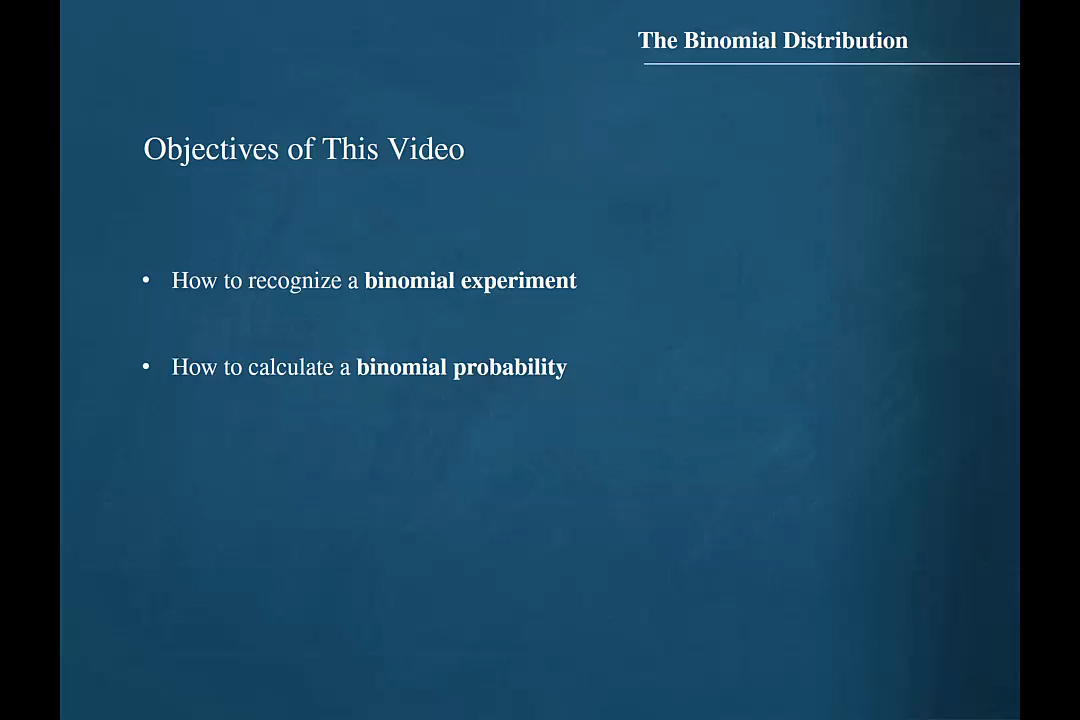 The Binomial Distribution
Objectives of This Video
• How to recognize a binomial experiment
• How to calculate a binomial probability